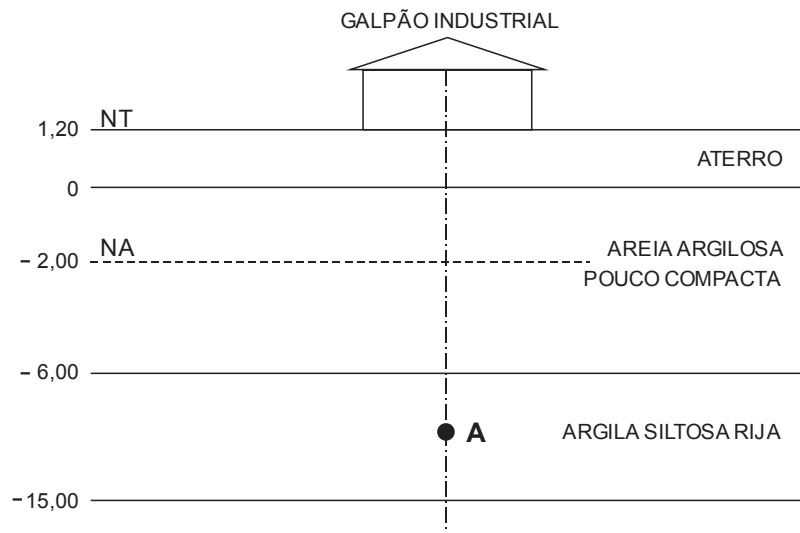 GALPÃO INDUSTRIAL
1,20 NT
ATERRO
0
NA
AREIA ARGILOSA
– 2,00
POUCO COMPACTA
– 6,00
A ARGILA SILTOSA RIJA
–15,00